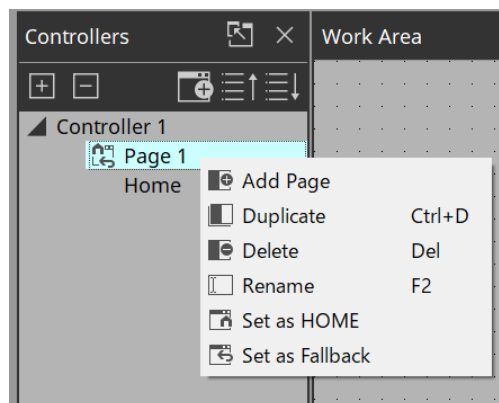 Controllers
Work Area
Controller 1
Page 1
Home
Add Page
Duplicate Ctrl+D
Delete Del
Rename F2
Set as HOME
Set as Fallback